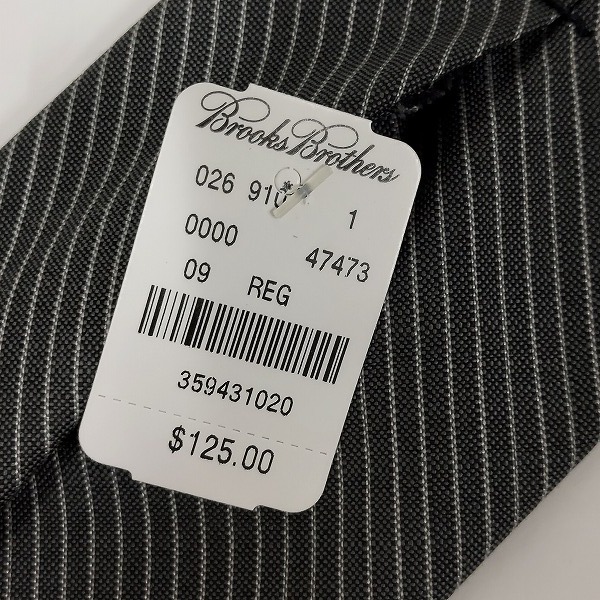 Brooks Brothers
026 910 1
0000 47473
09 REG
359431020
$125.00